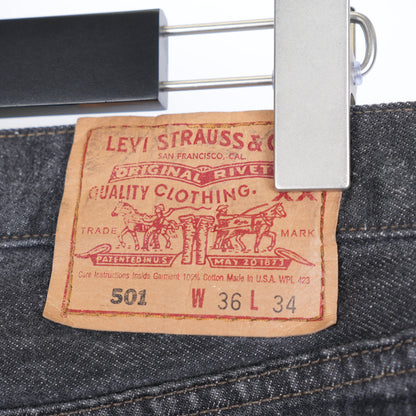 LEVI STRAUSS &
SAN FRANCISCO, CAL.
ORIGINAL RIVET
QUALITY CLOTHING. XX
TRADE MARK
PATENTED IN U.S. MAY 20 1873
Care Instructions Inside Garment 100% Cotton Made In U.S.A. WPL 423
501 W 36 L 34